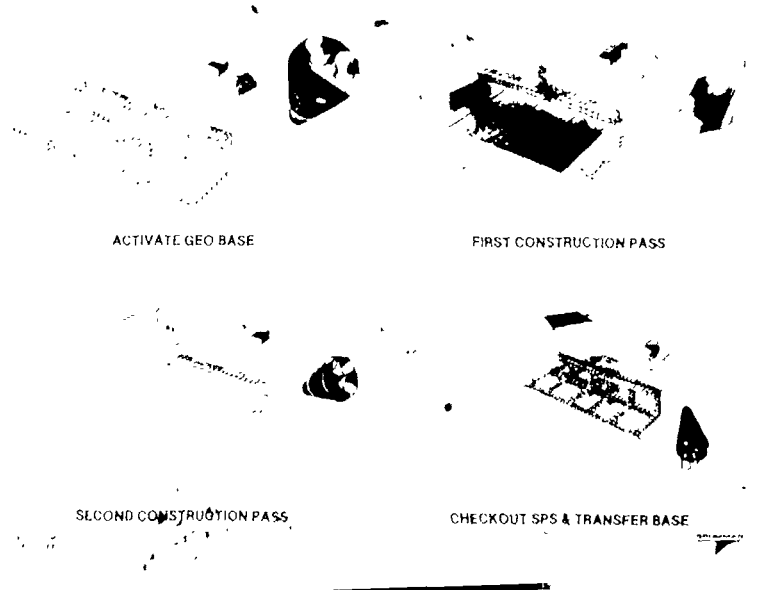 ACTIVATE GEO BASE
FIRST CONSTRUCTION PASS
SECOND CONSTRUCTION PASS
CHECKOUT SPS & TRANSFER BASE